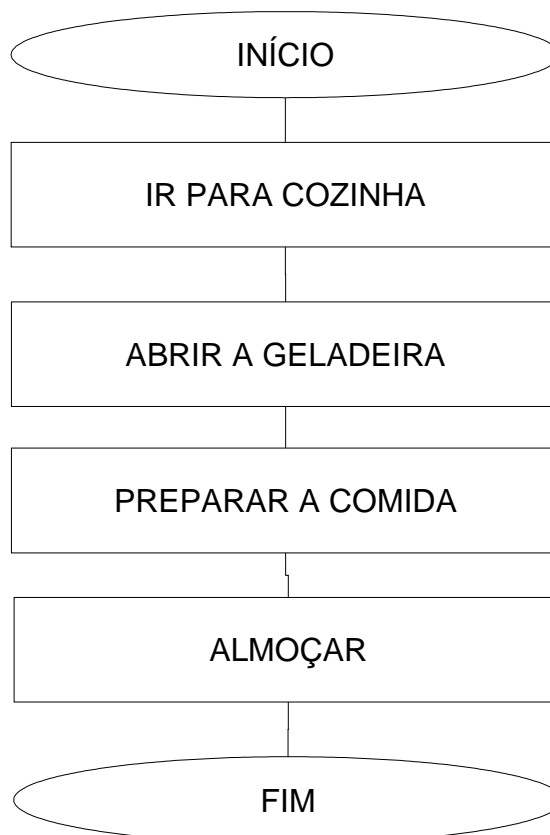 INÍCIO
IR PARA COZINHA
ABRIR A GELADEIRA
PREPARAR A COMIDA
ALMOÇAR
FIM